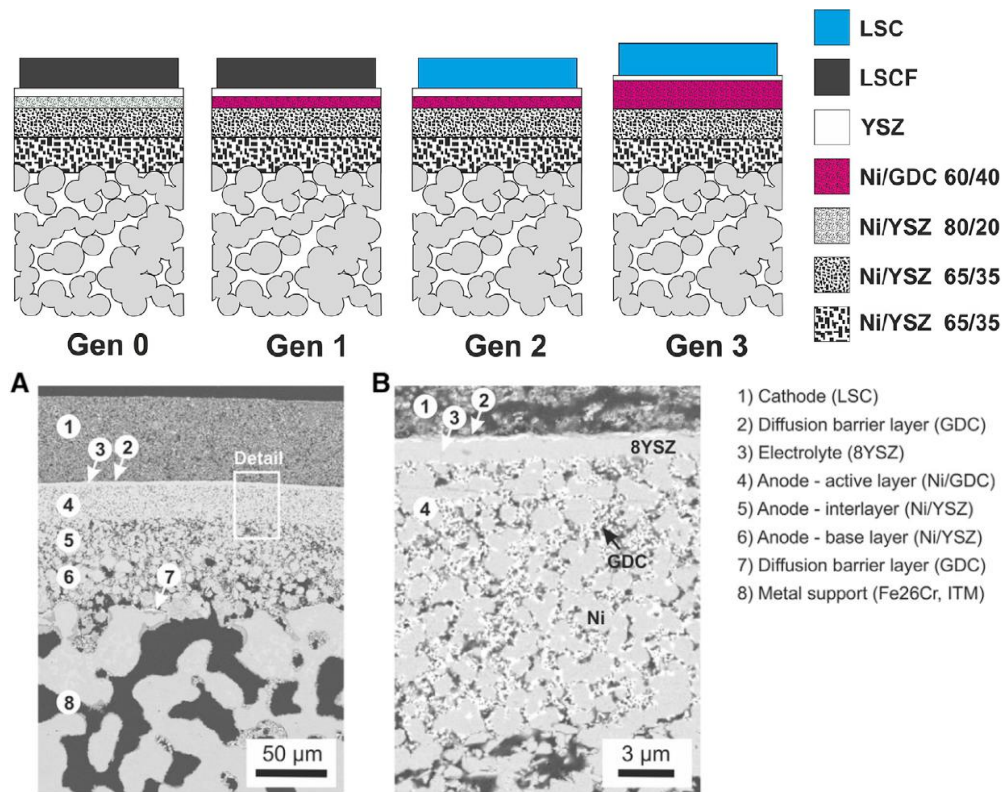 LSC
LSCF
YSZ
Ni/GDC 60/40
Ni/YSZ 80/20
Ni/YSZ 65/35
Ni/YSZ 65/35
Gen 0
Gen 1
Gen 2
Gen 3
A
1
3
2
Detail
4
5
6
7
8
50 µm
B
1
2
3
8YSZ
4
GDC
Ni
3 µm
1) Cathode (LSC)
2) Diffusion barrier layer (GDC)
3) Electrolyte (8YSZ)
4) Anode - active layer (Ni/GDC)
5) Anode - interlayer (Ni/YSZ)
6) Anode - base layer (Ni/YSZ)
7) Diffusion barrier layer (GDC)
8) Metal support (Fe26Cr, ITM)